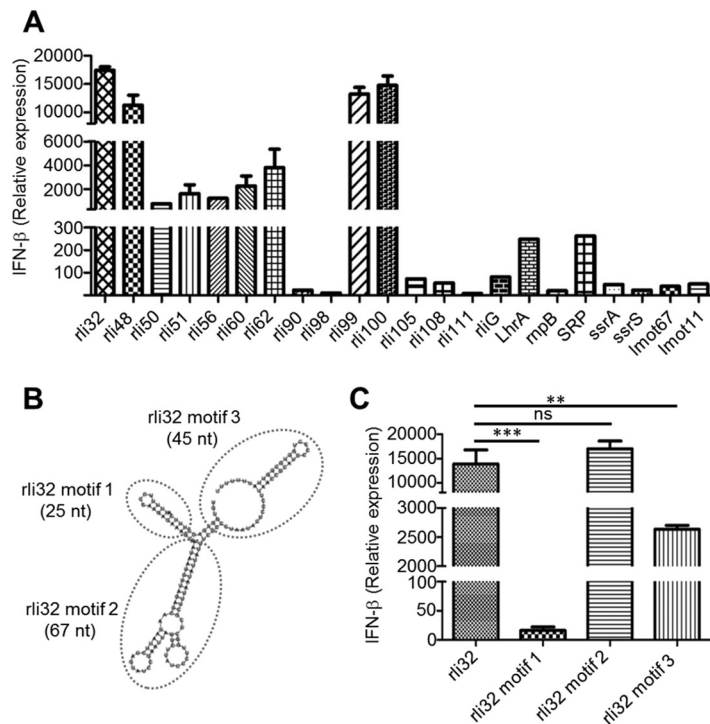 A
IFN-β (Relative expression)
20000
15000
10000
6000
4000
2000
300
200
100
rli32
rli48
rli50
rli51
rli56
rli60
rli62
rli90
rli98
rli99
rli100
rli105
rli108
rli111
rliG
LhrA
rnpB
SRP
ssrA
ssrS
lmot67
lmot11
B
rli32 motif 3
(45 nt)
rli32 motif 1
(25 nt)
rli32 motif 2
(67 nt)
C
**
ns
***
IFN-β (Relative expression)
20000
15000
10000
3000
2500
2000
100
50
0
rli32
rli32 motif 1
rli32 motif 2
rli32 motif 3